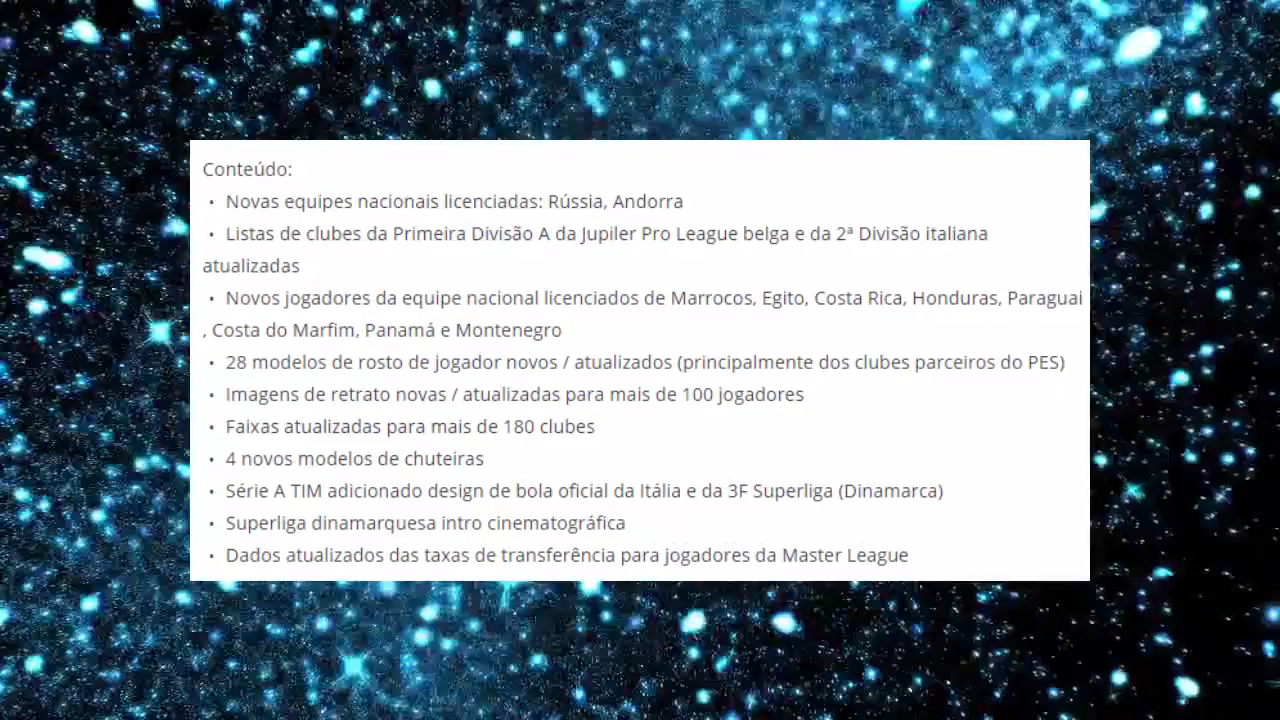 Conteúdo:
• Novas equipes nacionais licenciadas: Rússia, Andorra
• Listas de clubes da Primeira Divisão A da Jupiler Pro League belga e da 2ª Divisão italiana
atualizadas
• Novos jogadores da equipe nacional licenciados de Marrocos, Egito, Costa Rica, Honduras, Paraguai
, Costa do Marfim, Panamá e Montenegro
• 28 modelos de rosto de jogador novos / atualizados (principalmente dos clubes parceiros do PES)
• Imagens de retrato novas / atualizadas para mais de 100 jogadores
• Faixas atualizadas para mais de 180 clubes
• 4 novos modelos de chuteiras
• Série A TIM adicionado design de bola oficial da Itália e da 3F Superliga (Dinamarca)
• Superliga dinamarquesa intro cinematográfica
• Dados atualizados das taxas de transferência para jogadores da Master League